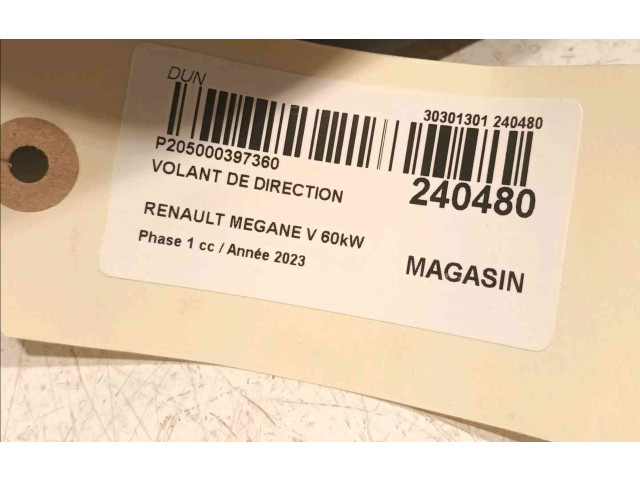 DUN
30301301 240480
P205000397360
240480
VOLANT DE DIRECTION
RENAULT MEGANE V 60kW
Phase 1 cc / Année 2023
MAGASIN